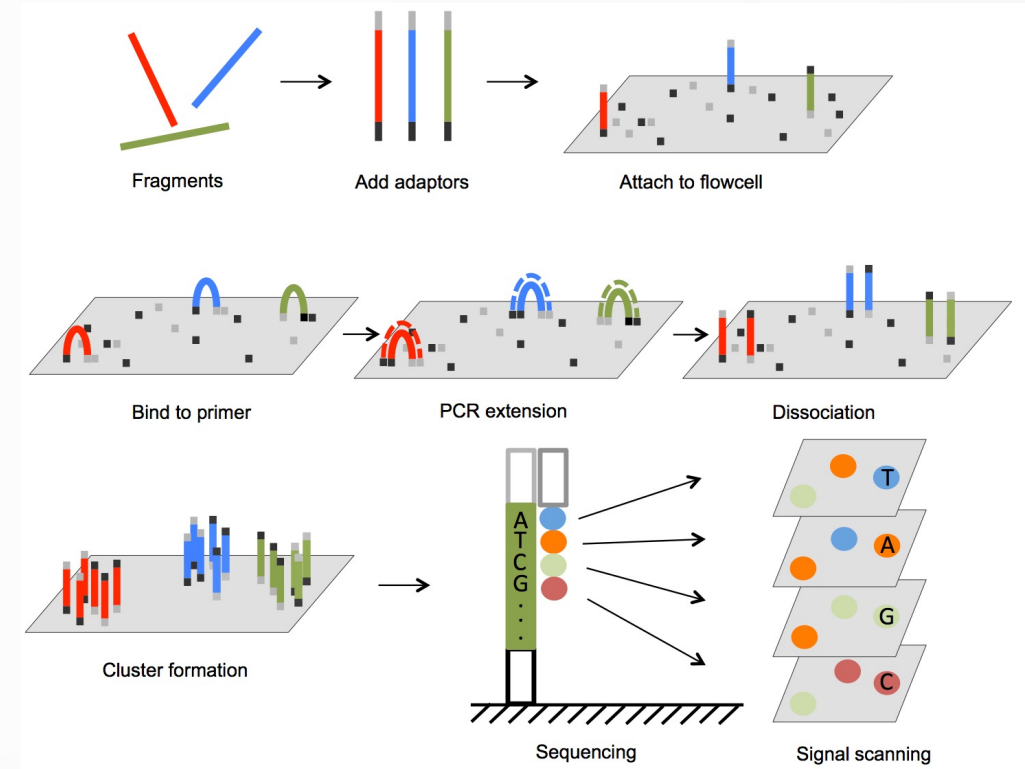 Fragments
Add adaptors
Attach to flowcell
Bind to primer
PCR extension
Dissociation
Cluster formation
A
T
C
G
.
.
.
Sequencing
T
A
G
C
Signal scanning